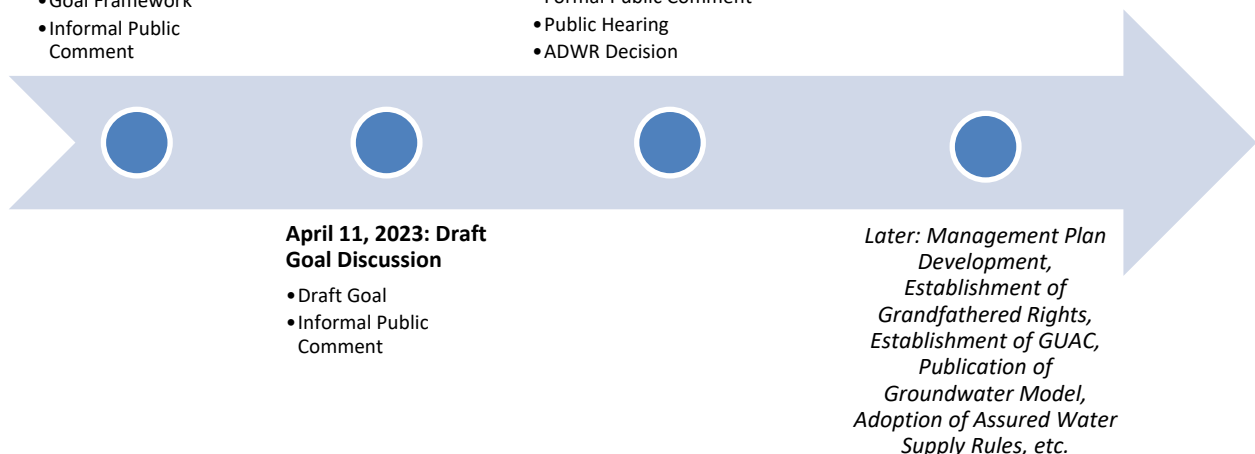 •Goal Framework
•Informal Public
Comment
Formal Public Comment
•Public Hearing
•ADWR Decision
April 11, 2023: Draft
Goal Discussion
•Draft Goal
•Informal Public
Comment
Later: Management Plan
Development,
Establishment of
Grandfathered Rights,
Establishment of GUAC,
Publication of
Groundwater Model,
Adoption of Assured Water
Supply Rules, etc.